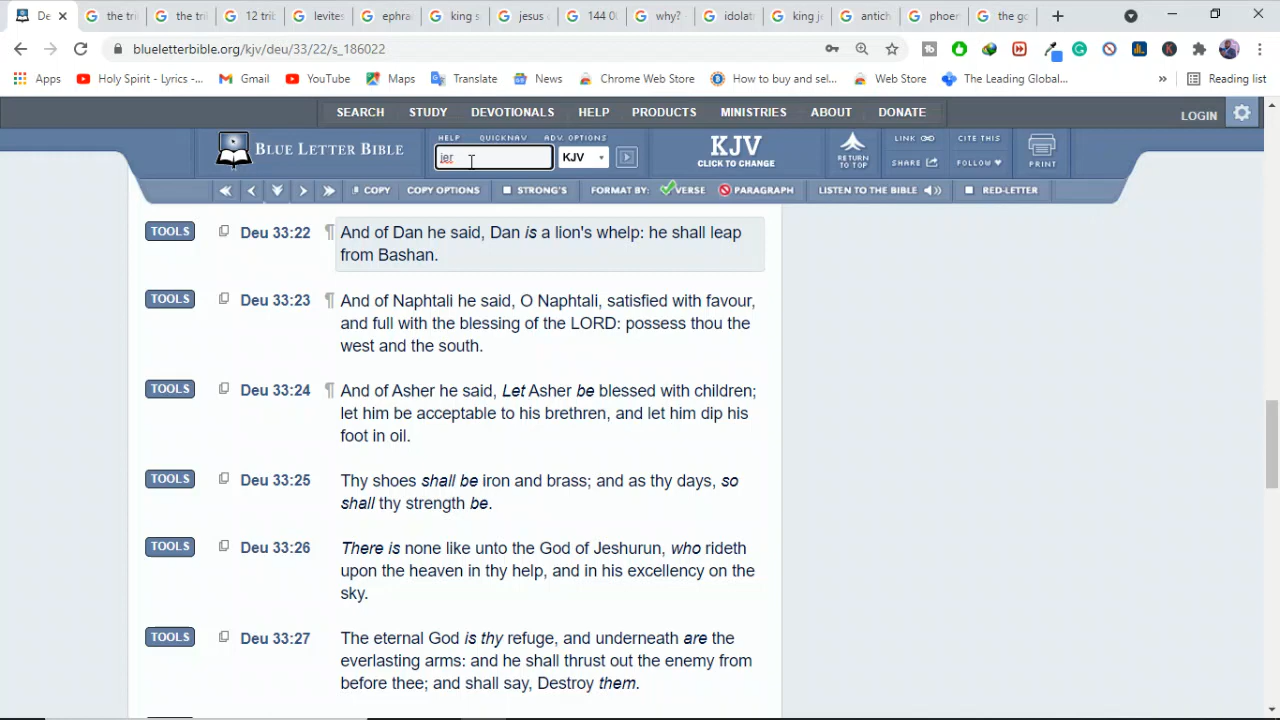 De
the tri
the tri
12 trib
levites
ephra
king s
jesus c
144 0
why?
idolat
king je
antich
phoen
the go
blueletterbible.org/kjv/deu/33/22/s_186022
Apps
Holy Spirit - Lyrics -...
Gmail
YouTube
Maps
Translate
News
Chrome Web Store
How to buy and sel...
Web Store
The Leading Global...
»
Reading list
SEARCH STUDY DEVOTIONALS HELP PRODUCTS MINISTRIES ABOUT DONATE
LOGIN
BLUE LETTER BIBLE
HELP QUICKNAV ADV. OPTIONS
jer
KJV
KJV
CLICK TO CHANGE
RETURN
TO TOP
LINK
CITE THIS
SHARE
FOLLOW
PRINT
COPY COPY OPTIONS STRONG'S FORMAT BY: VERSE PARAGRAPH LISTEN TO THE BIBLE RED-LETTER
TOOLS Deu 33:22 ¶ And of Dan he said, Dan is a lion's whelp: he shall leap
from Bashan.
TOOLS Deu 33:23 ¶ And of Naphtali he said, O Naphtali, satisfied with favour,
and full with the blessing of the LORD: possess thou the
west and the south.
TOOLS Deu 33:24 ¶ And of Asher he said, Let Asher be blessed with children;
let him be acceptable to his brethren, and let him dip his
foot in oil.
TOOLS Deu 33:25 Thy shoes shall be iron and brass; and as thy days, so
shall thy strength be.
TOOLS Deu 33:26 There is none like unto the God of Jeshurun, who rideth
upon the heaven in thy help, and in his excellency on the
sky.
TOOLS Deu 33:27 The eternal God is thy refuge, and underneath are the
everlasting arms: and he shall thrust out the enemy from
before thee; and shall say, Destroy them.